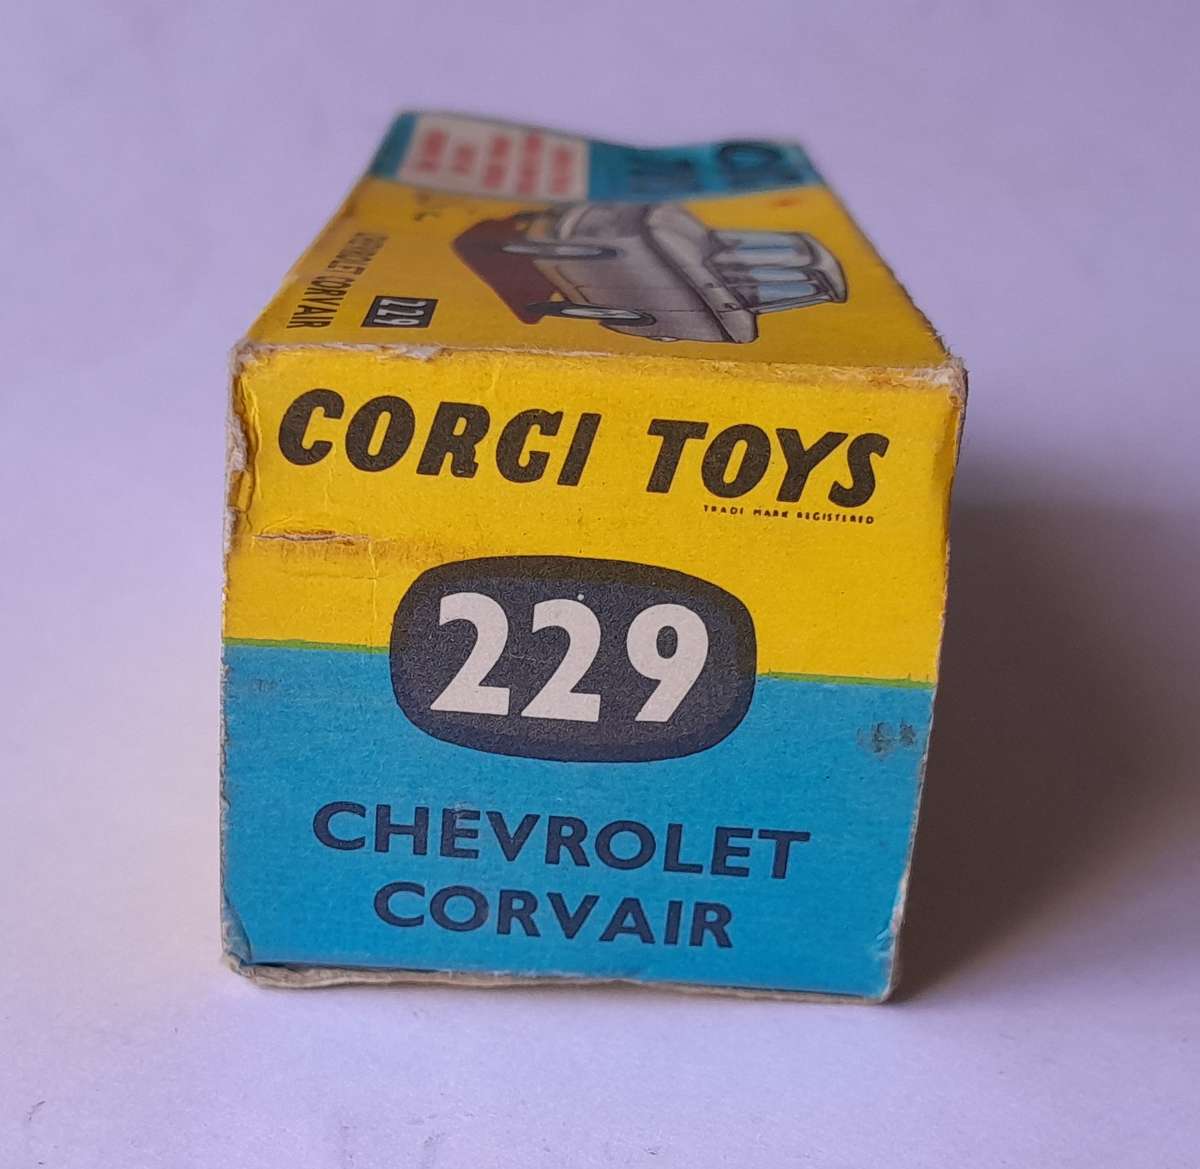 CHEVROLET CORVAIR
229
CORGI TOYS
TRADE MARK REGISTERED
229
CHEVROLET
CORVAIR